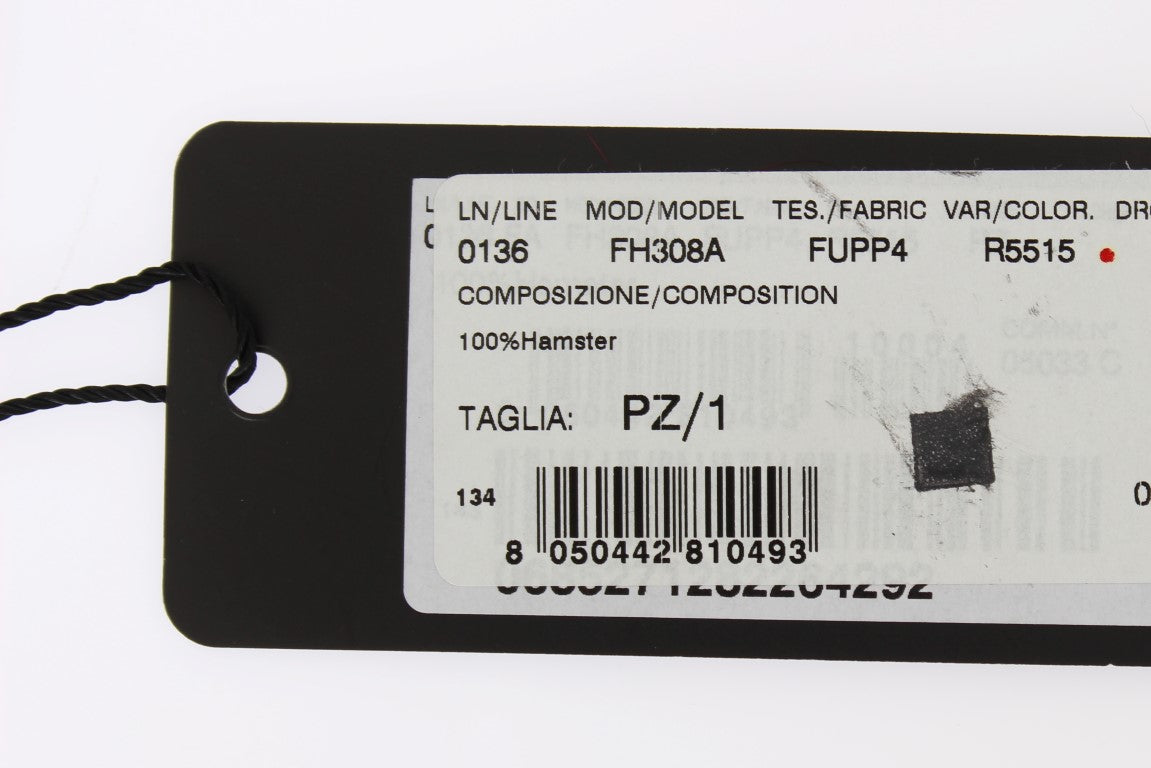 LN/LINE MOD/MODEL TES./FABRIC VAR/COLOR.
0136 FH308A FUPP4 R5515
COMPOSIZIONE/COMPOSITION
100%Hamster
TAGLIA: PZ/1
134
8 050442 810493